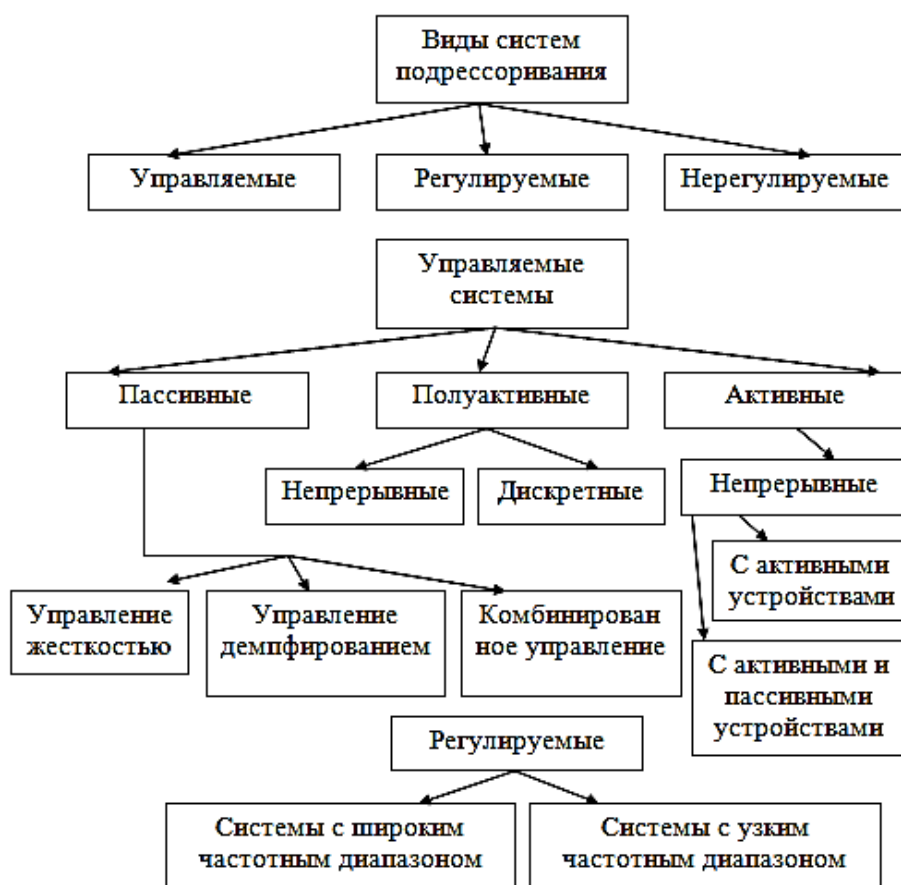 Виды систем
подрессоривания
Управляемые
Регулируемые
Нерегулируемые
Управляемые
системы
Пассивные
Полуактивные
Активные
Непрерывные
Дискретные
Непрерывные
С активными
устройствами
Управление
жесткостью
Управление
демпфированием
Комбинирован
ное управление
С активными и
пассивными
устройствами
Регулируемые
Системы с широким
частотным диапазоном
Системы с узким
частотным диапазоном